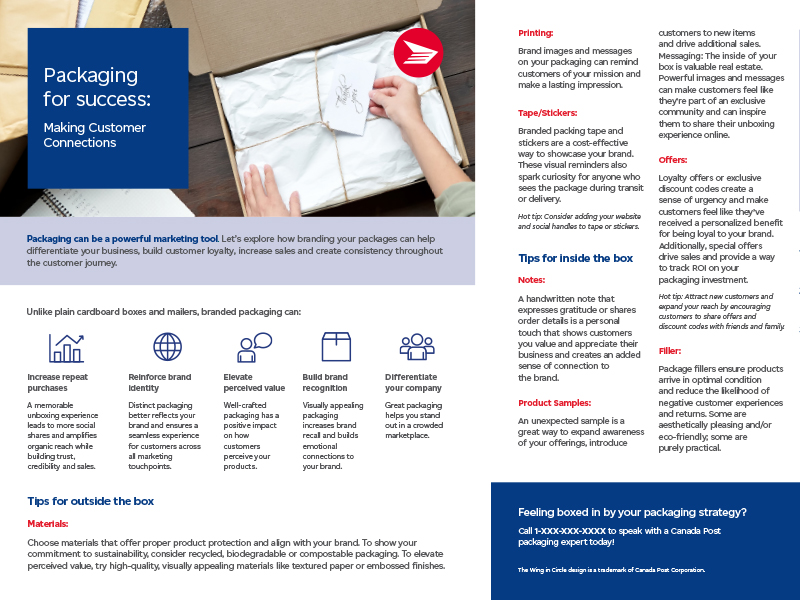 Packaging
for success:
Making Customer
Connections
Packaging can be a powerful marketing tool. Let's explore how branding your packages can help
differentiate your business, build customer loyalty, increase sales and create consistency throughout
the customer journey.
Unlike plain cardboard boxes and mailers, branded packaging can:
Increase repeat
purchases
A memorable
unboxing experience
leads to more social
shares and amplifies
organic reach while
building trust,
credibility and sales.
Reinforce brand
identity
Distinct packaging
better reflects your
brand and ensures a
seamless experience
for customers across
all marketing
touchpoints.
Elevate
perceived value
Well-crafted
packaging has a
positive impact
on how
customers
perceive your
products.
Build brand
recognition
Visually appealing
packaging
increases brand
recall and builds
emotional
connections to
your brand.
Differentiate
your company
Great packaging
helps you stand
out in a crowded
marketplace.
Tips for outside the box
Materials:
Choose materials that offer proper product protection and align with your brand. To show your
commitment to sustainability, consider recycled, biodegradable or compostable packaging. To elevate
perceived value, try high-quality, visually appealing materials like textured paper or embossed finishes.
Printing:
Brand images and messages
on your packaging can remind
customers of your mission and
make a lasting impression.
Tape/Stickers:
Branded packing tape and
stickers are a cost-effective
way to showcase your brand.
These visual reminders also
spark curiosity for anyone who
sees the package during transit
or delivery.
Hot tip: Consider adding your website
and social handles to tape or stickers.
Tips for inside the box
Notes:
A handwritten note that
expresses gratitude or shares
order details is a personal
touch that shows customers
you value and appreciate their
business and creates an added
sense of connection to
the brand.
Product Samples:
An unexpected sample is a
great way to expand awareness
of your offerings, introduce
customers to new items
and drive additional sales.
Messaging: The inside of your
box is valuable real estate.
Powerful images and messages
can make customers feel like
they're part of an exclusive
community and can inspire
them to share their unboxing
experience online.
Offers:
Loyalty offers or exclusive
discount codes create a
sense of urgency and make
customers feel like they've
received a personalized benefit
for being loyal to your brand.
Additionally, special offers
drive sales and provide a way
to track ROI on your
packaging investment.
Hot tip: Attract new customers and
expand your reach by encouraging
customers to share offers and
discount codes with friends and family.
Filler:
Package fillers ensure products
arrive in optimal condition
and reduce the likelihood of
negative customer experiences
and returns. Some are
aesthetically pleasing and/or
eco-friendly; some are
purely practical.
Feeling boxed in by your packaging strategy?
Call 1-XXX-XXX-XXXX to speak with a Canada Post
packaging expert today!
The Wing in Circle design is a trademark of Canada Post Corporation.